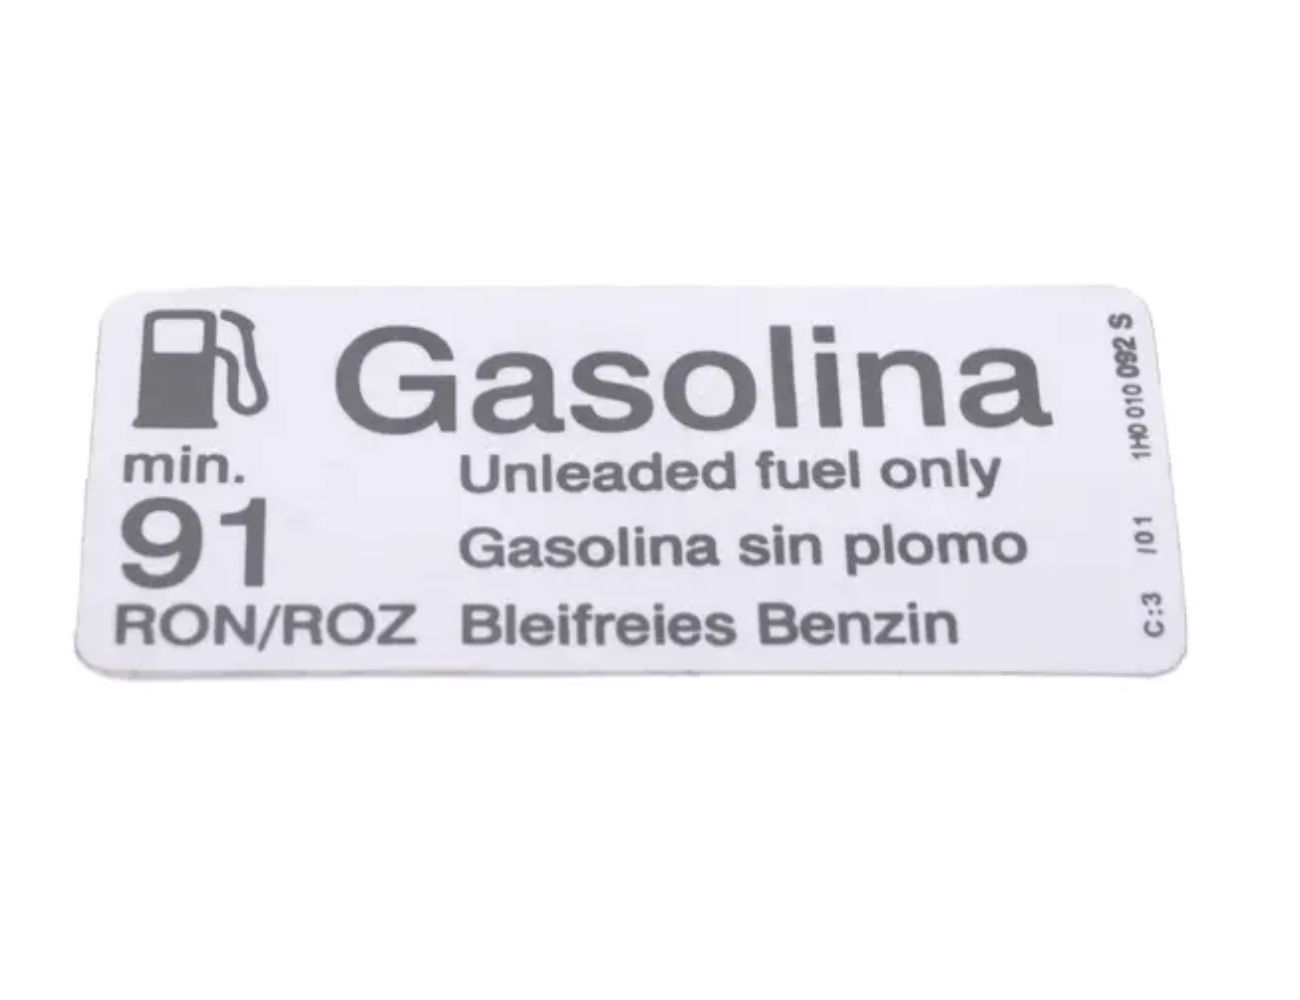 Gasolina
min.
91
RON/ROZ
Unleaded fuel only
Gasolina sin plomo
Bleifreies Benzin
1H0 010 092 S
/01
C:3